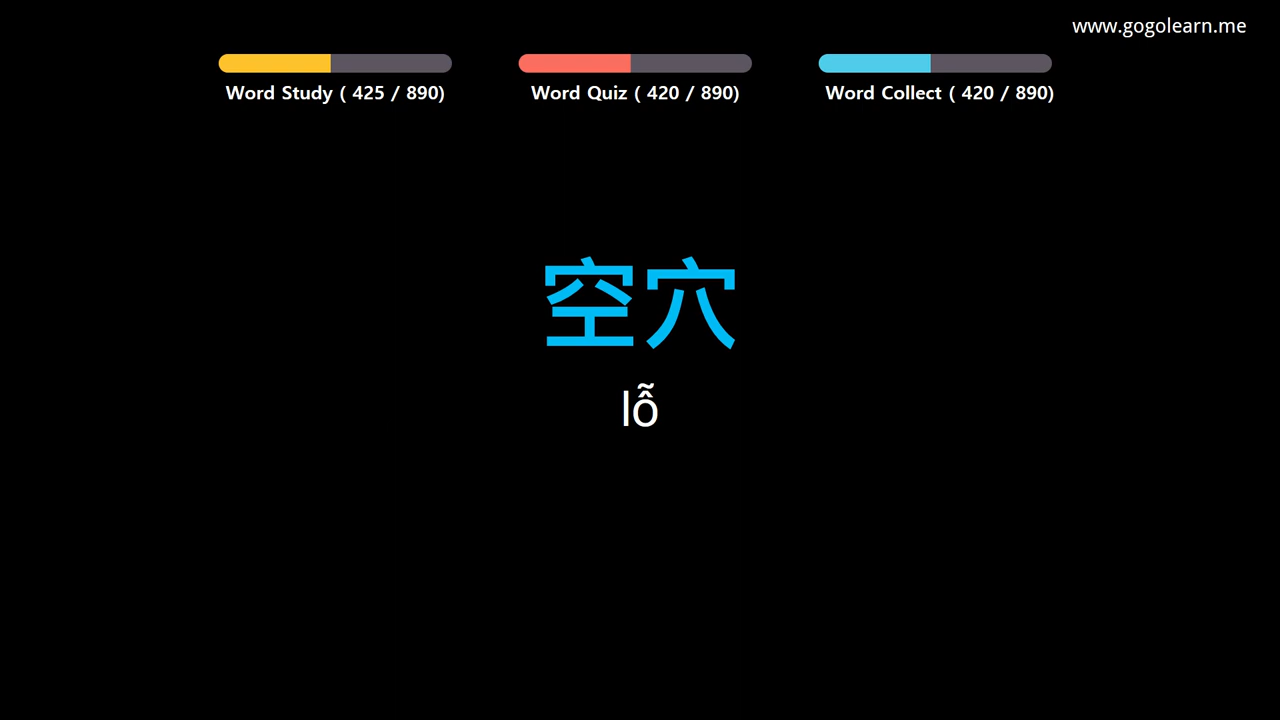 www.gogolearn.me
Word Study ( 425 / 890)
Word Quiz ( 420 / 890)
Word Collect ( 420 / 890)
空穴
lỗ